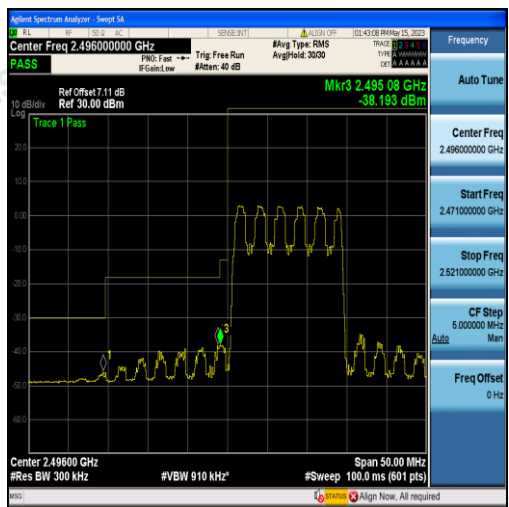 Agilent Spectrum Analyzer - Swept SA
RL RF 50 Ω AC SENSE:INT ALIGN OFF 01:43:08 PM May 15, 2023
Center Freq 2.496000000 GHz
PASS
PNO: Fast
IFGain:Low
Trig: Free Run
#Atten: 40 dB
#Avg Type: RMS
Avg|Hold: 30/30
TRACE 1 2 3 4 5 6
TYPE
DET A A A A A A
Frequency
Ref Offset 7.11 dB
10 dB/div Ref 30.00 dBm
Mkr3 2.495 08 GHz
-38.193 dBm
Log
Trace 1 Pass
20.0
10.0
0.00
-10.0
-20.0
-30.0
-40.0
-50.0
-60.0
1
3
Center 2.49600 GHz
Span 50.00 MHz
#Res BW 300 kHz
#VBW 910 kHz*
#Sweep 100.0 ms (601 pts)
Auto Tune
Center Freq
2.496000000 GHz
Start Freq
2.471000000 GHz
Stop Freq
2.521000000 GHz
CF Step
5.000000 MHz
Auto Man
Freq Offset
0 Hz
MSG
STATUS Align Now, All required